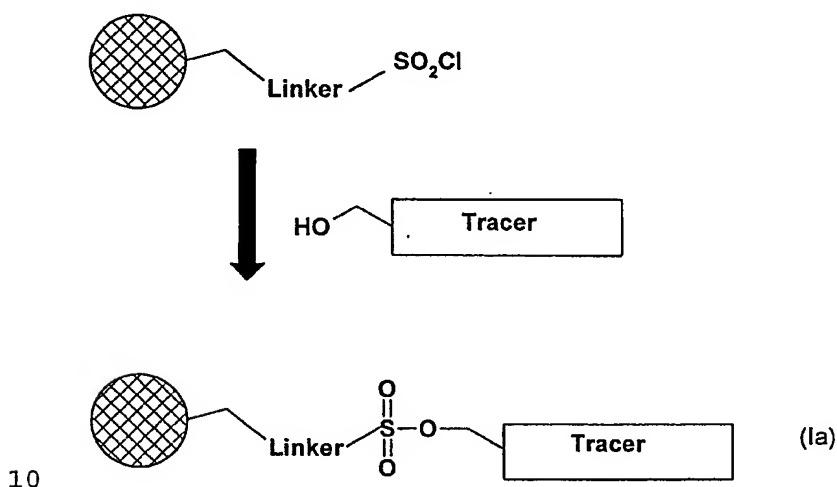 SO2Cl
Linker
HO
Tracer
O
Linker
S
O
Tracer
(Ia)
O
10